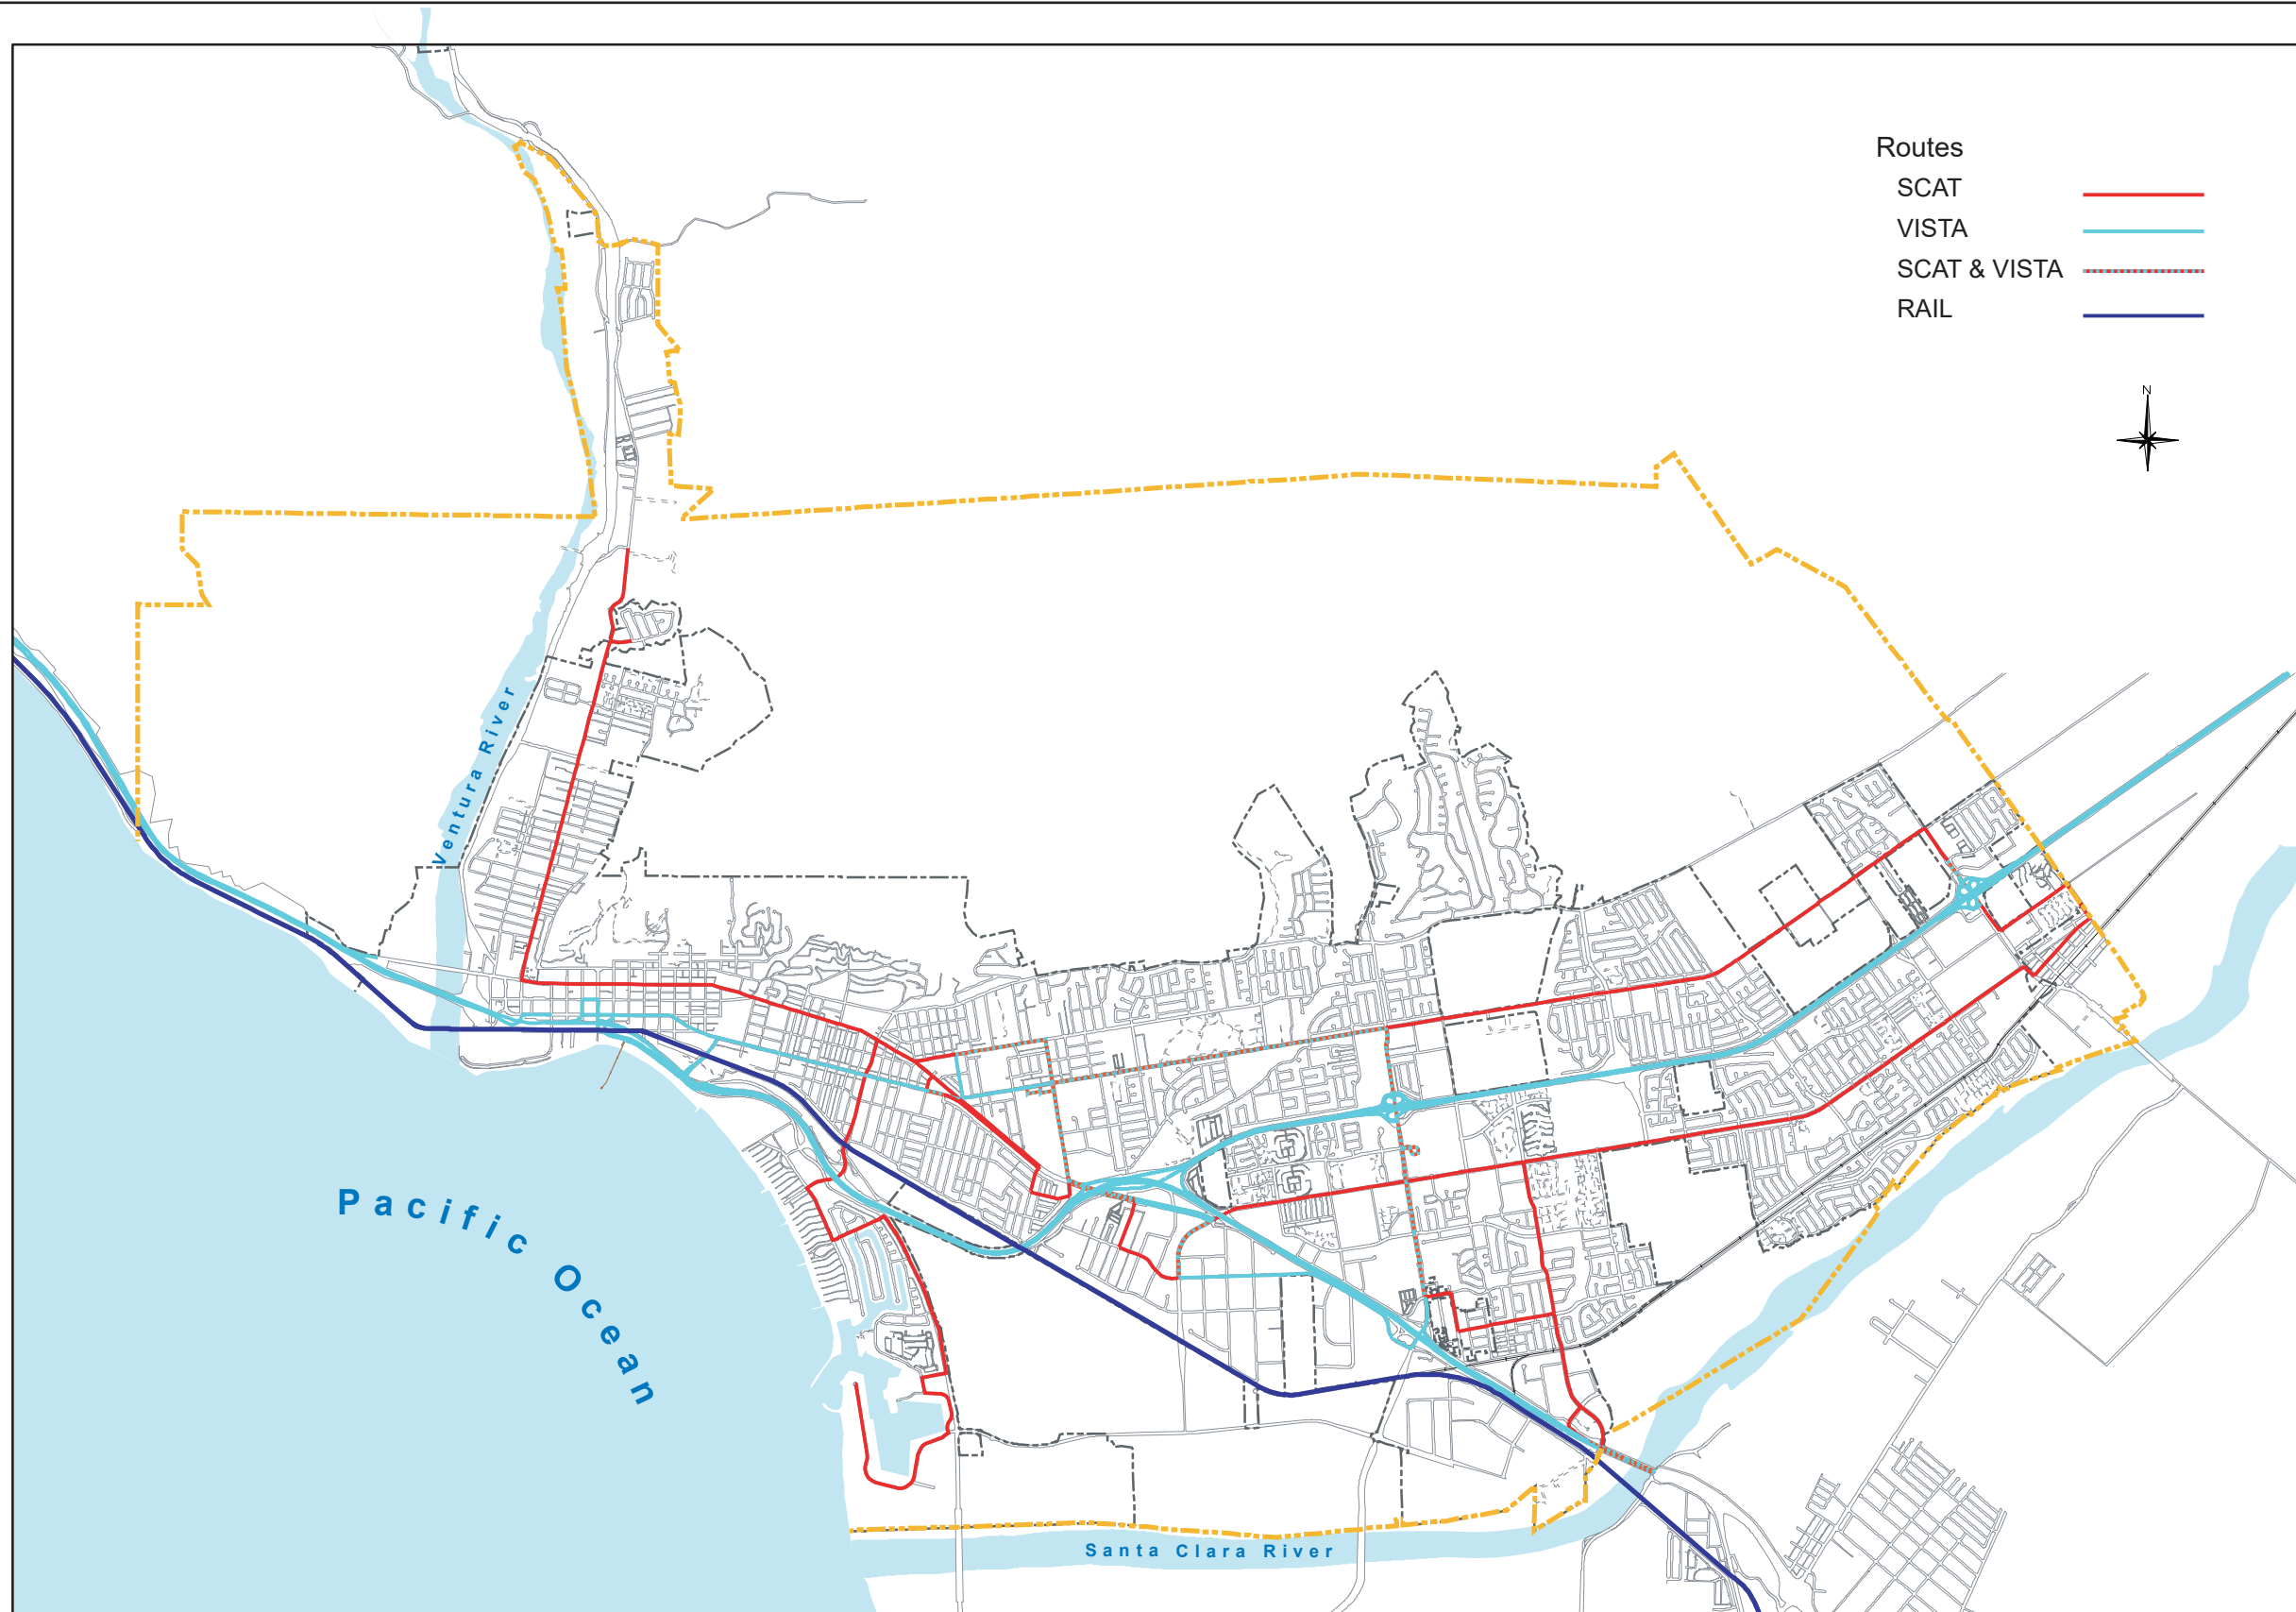 Routes
SCAT
VISTA
SCAT & VISTA
RAIL
N
Ventura River
Pacific Ocean
Santa Clara River